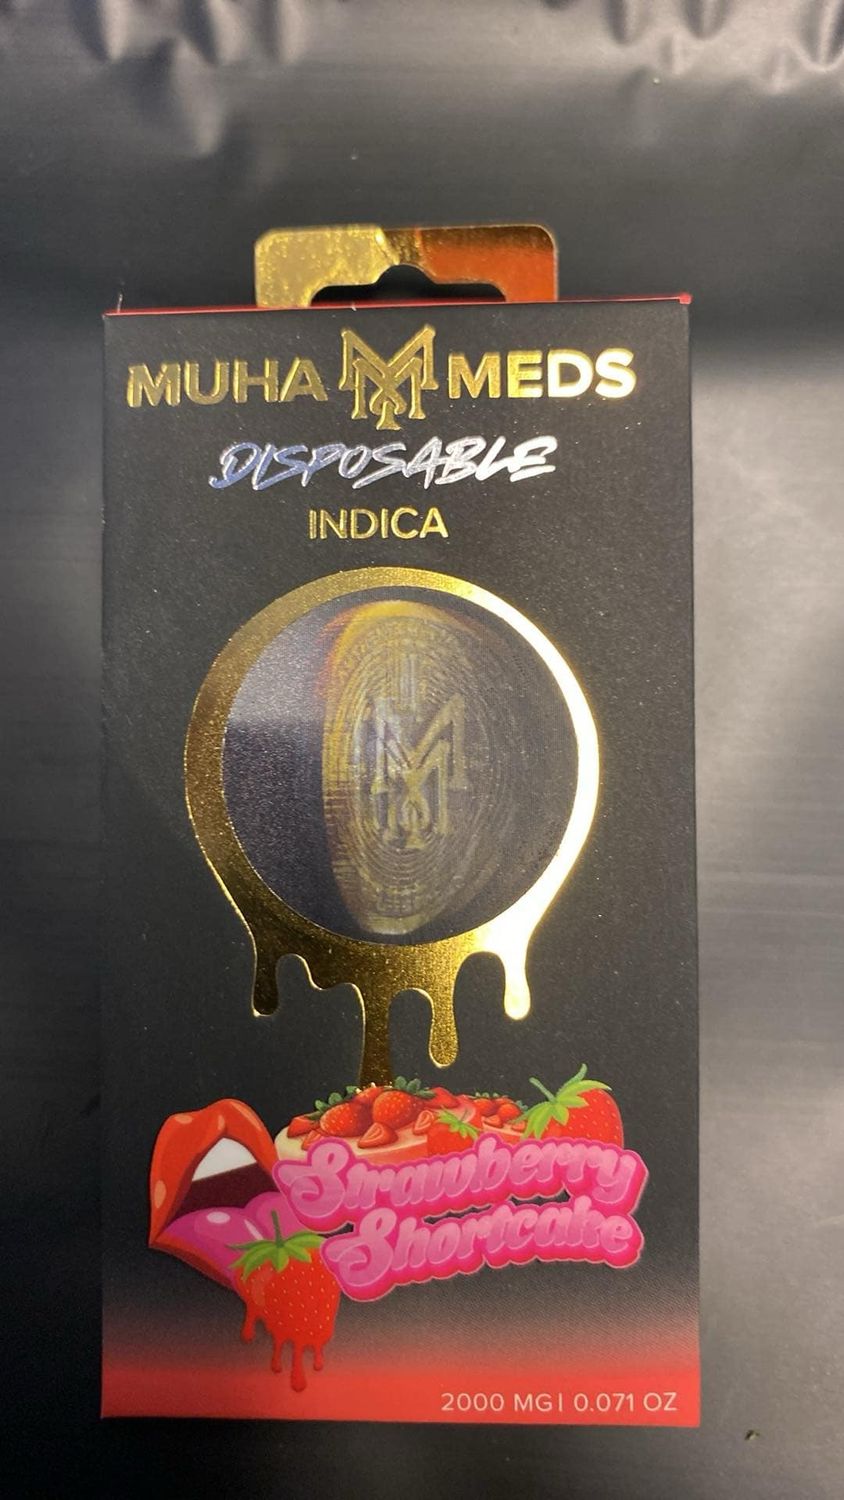 MUHA MEDS
DISPOSABLE
INDICA
Strawberry
Shortcake
2000 MG| 0.071 OZ